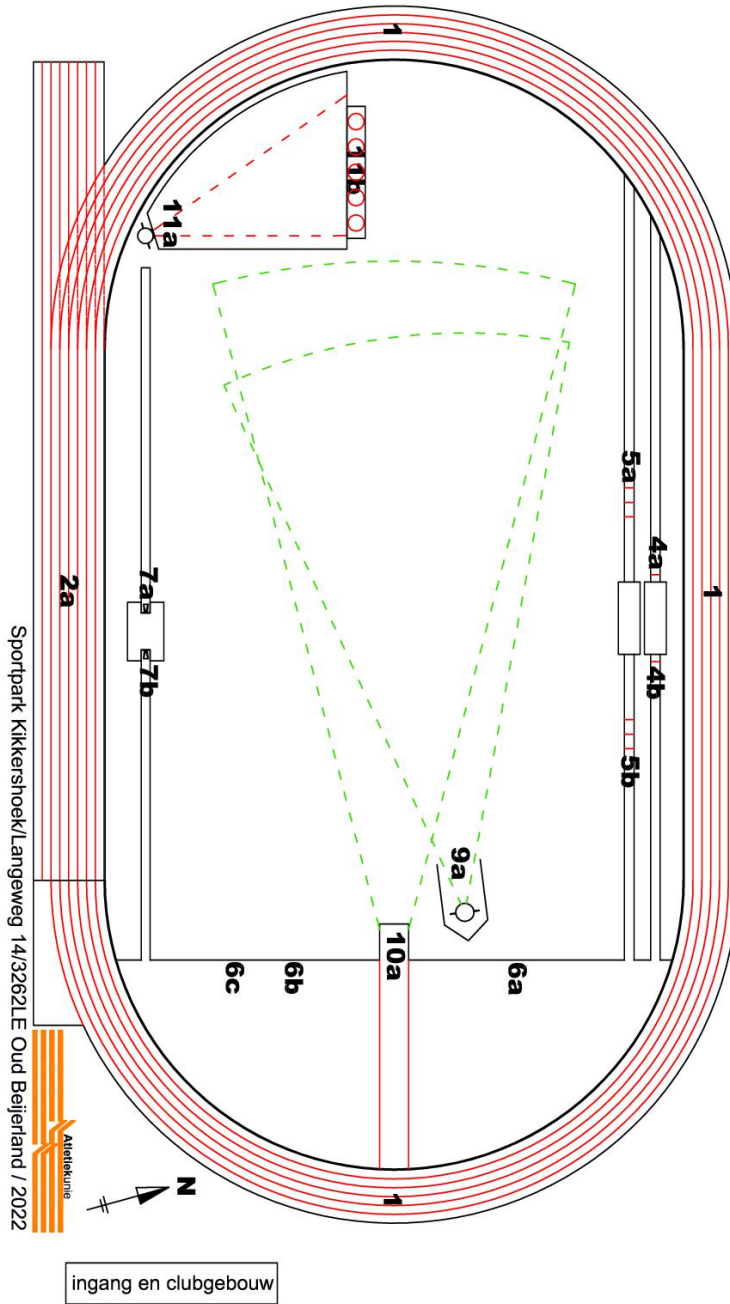 1
11b
11a
5a
4a
1
2a
7a
7b
4b
5b
9a
10a
6a
6b
6c
1
Sportpark Kikkershoek/Langeweg 14/3262LE Oud Beijerland / 2022
Atletiekunie
N
ingang en clubgebouw